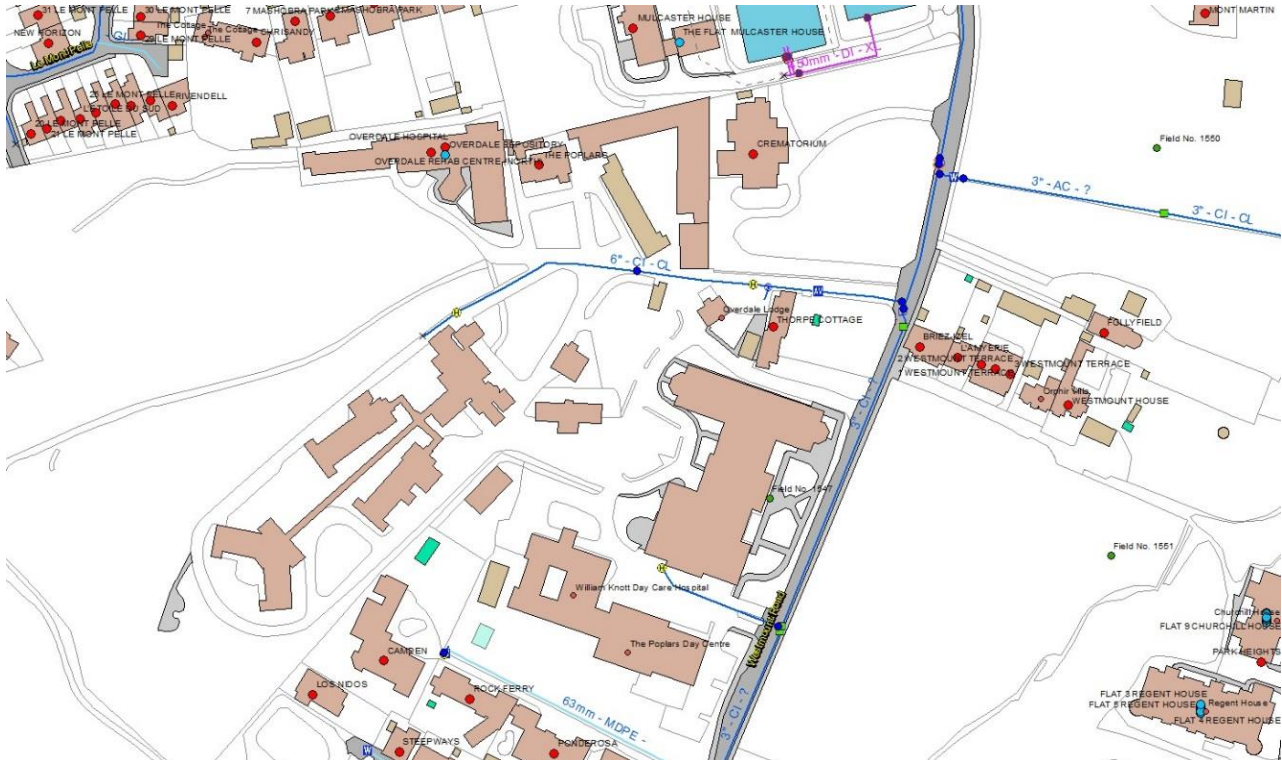 31 LE MONT PELLE
30 LE MONT PELLE
7 MASHOBRA PARK
MASHOBRA PARK
The Cottage
The Cottage
NEW HORIZON
29 LE MONT PELLE
CHRISANDY
Le Mont Pelle
MULCASTER HOUSE
THE FLAT MULCASTER HOUSE
MONT MARTIN
50mm - DI - XL
25 LE MONT PELLE
RIVENDELL
L'ETOILE DU SUD
20 LE MONT PELLE
21 LE MONT PELLE
OVERDALE HOSPITAL
OVERDALE REPOSITORY
OVERDALE REHAB CENTRE (NORTH)
THE POPLARS
CREMATORIUM
Field No. 1550
W
3" - AC - ?
3" - CI - CL
6" - CI - CL
H
AV
H
Overdale Lodge
THORPE COTTAGE
BRIEZ IZEL
LAMYERIE
FOLLYFIELD
2 WESTMOUNT TERRACE
3 WESTMOUNT TERRACE
1 WESTMOUNT TERRACE
Orphir Hills
WESTMOUNT HOUSE
3" - CI - ?
Field No. 1547
Field No. 1551
H
William Knott Day Care Hospital
Westmount Road
The Poplars Day Centre
Churchill House
FLAT 9 CHURCHILL HOUSE
PARK HEIGHTS
CAMDEN
LOS NIDOS
ROCK FERRY
63mm - MDPE -
3" - CI - ?
FLAT 3 REGENT HOUSE
FLAT 5 REGENT HOUSE
Regent House
FLAT 4 REGENT HOUSE
STEEPWAYS
W
PONDEROSA